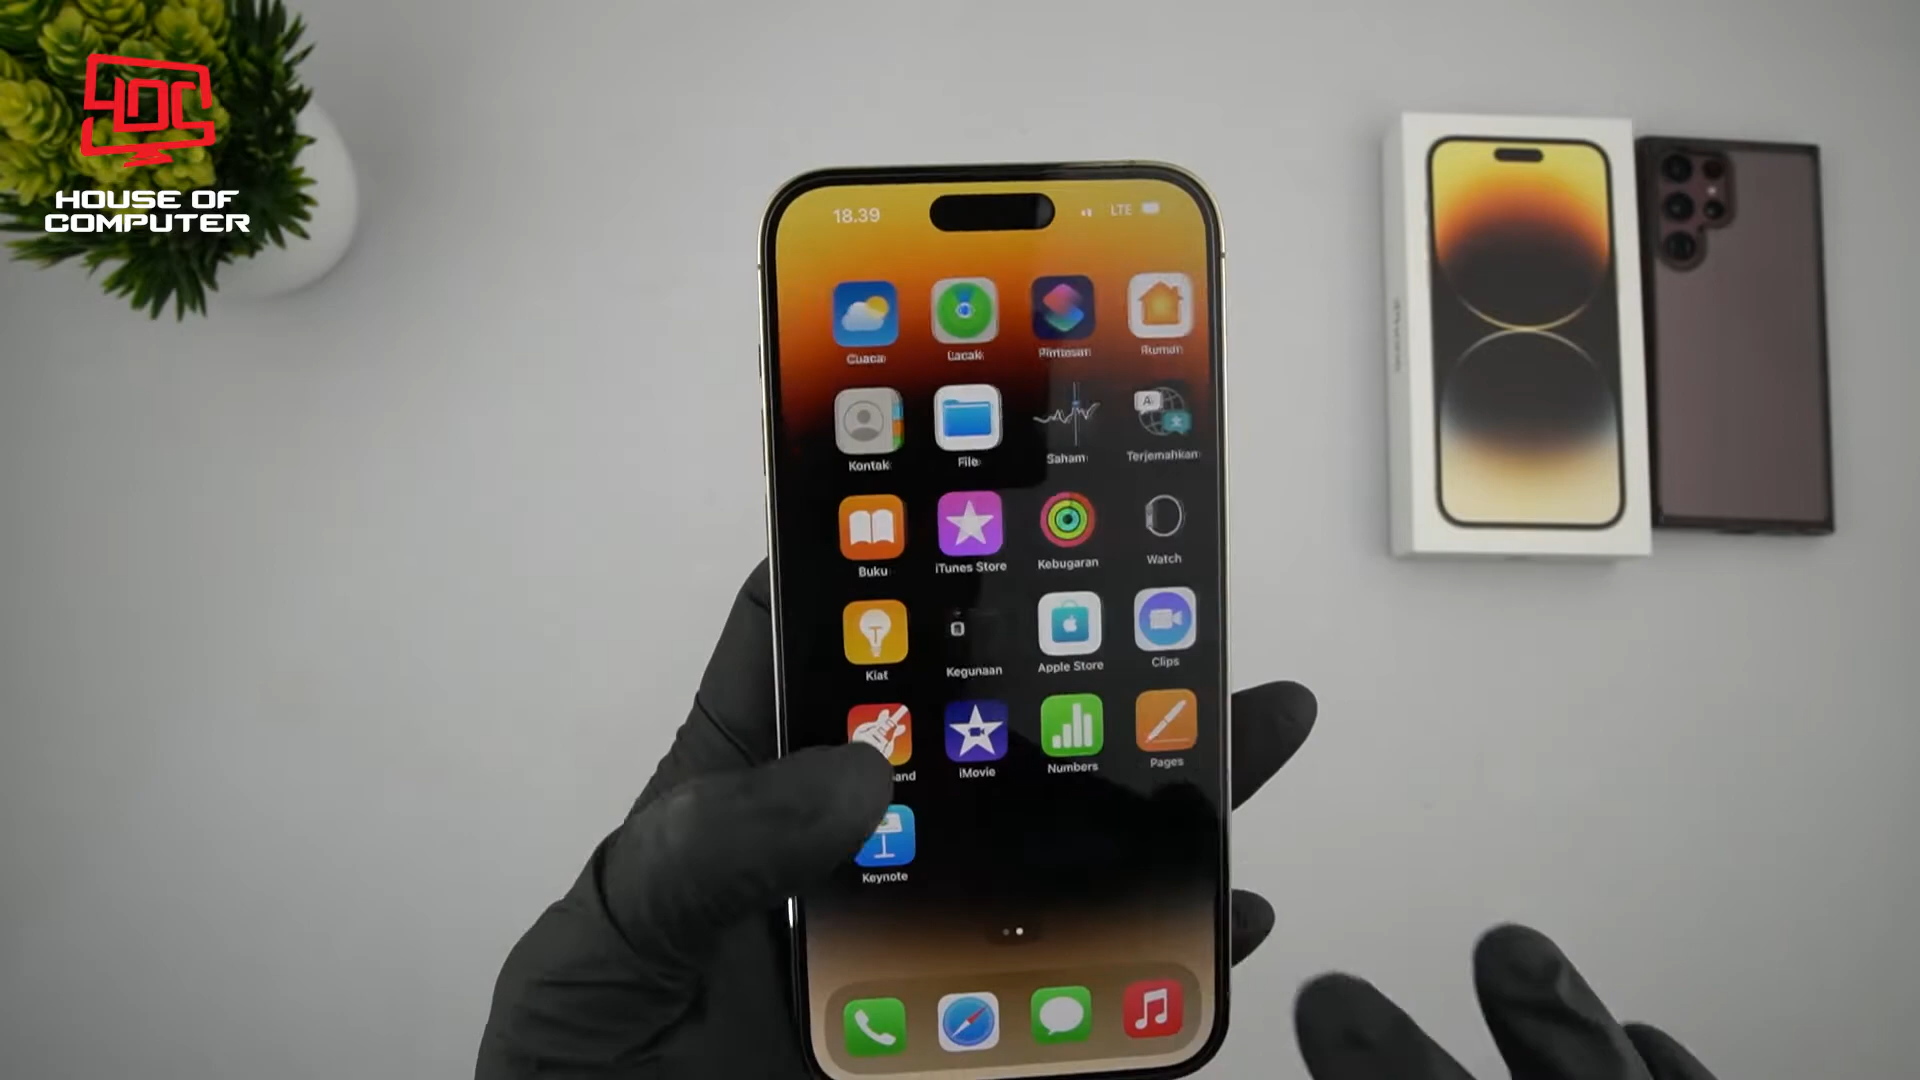 HOUSE OF
COMPUTER
18.39
LTE
Cuaca
Lacak
Pintasan
Rumah
Kontak
File
Saham
Terjemahkan
Buku
iTunes Store
Kebugaran
Watch
Kiat
Kegunaan
Apple Store
Clips
and
iMovie
Numbers
Pages
Keynote